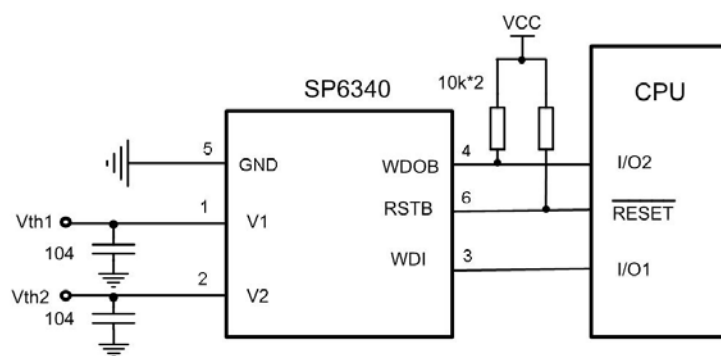 VCC
10k*2
SP6340
CPU
5
GND
WDOB
4
I/O2
Vth1
1
V1
RSTB
6
RESET
104
WDI
3
I/O1
Vth2
2
V2
104